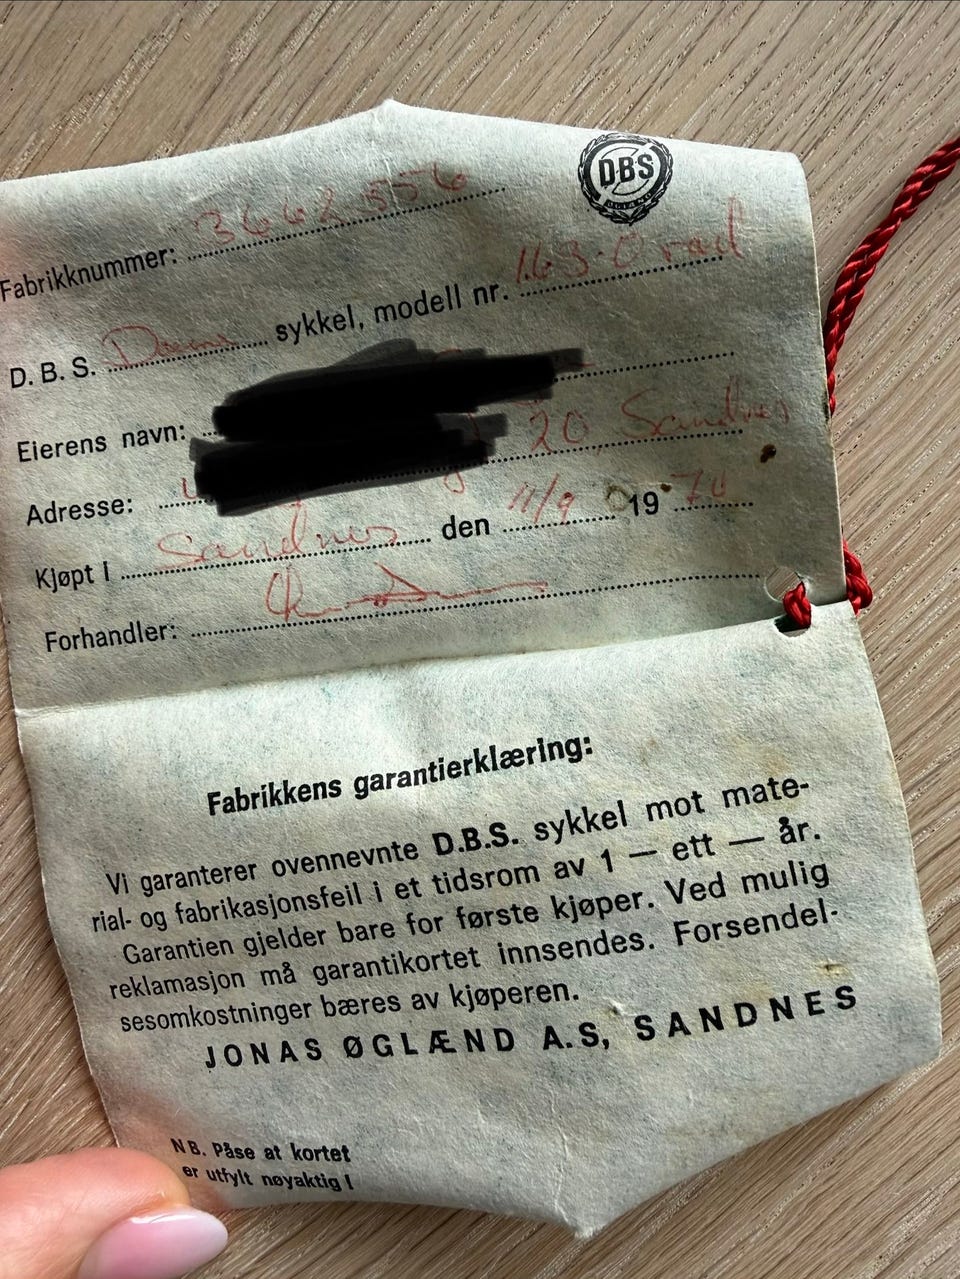 D.B.S.
ØGLÆND
Fabrikknummer: 3662556
D. B. S. Dame sykkel, modell nr. 163.0 rød
Eierens navn:
Adresse: 20, Sandnes
Kjøpt i Sandnes den 11/9 1970
Forhandler:
Fabrikkens garantierklæring:
Vi garanterer ovennevnte D.B.S. sykkel mot mate-
rial- og fabrikasjonsfeil i et tidsrom av 1 — ett — år.
Garantien gjelder bare for første kjøper. Ved mulig
reklamasjon må garantikortet innsendes. Forsendel-
sesomkostninger bæres av kjøperen.
JONAS ØGLÆND A.S, SANDNES
NB. Påse at kortet
er utfylt nøyaktig !